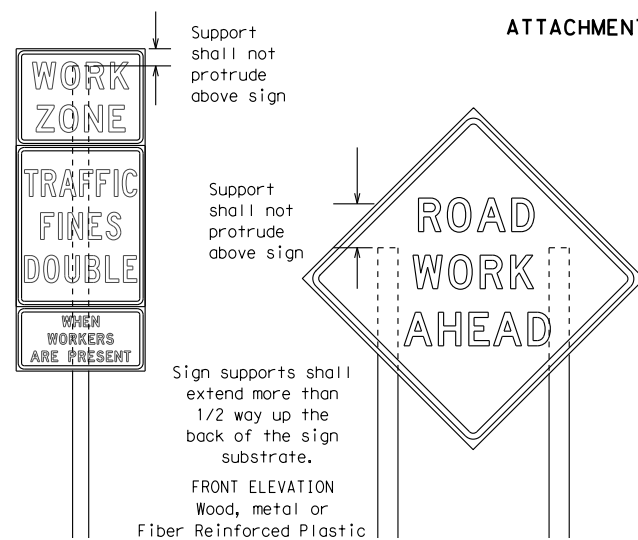 ATTACHMENT
Support
shall not
protrude
above sign
WORK
ZONE
TRAFFIC
FINES
DOUBLE
WHEN
WORKERS
ARE PRESENT
Support
shall not
protrude
above sign
ROAD
WORK
AHEAD
Sign supports shall
extend more than
1/2 way up the
back of the sign
substrate.
FRONT ELEVATION
Wood, metal or
Fiber Reinforced Plastic